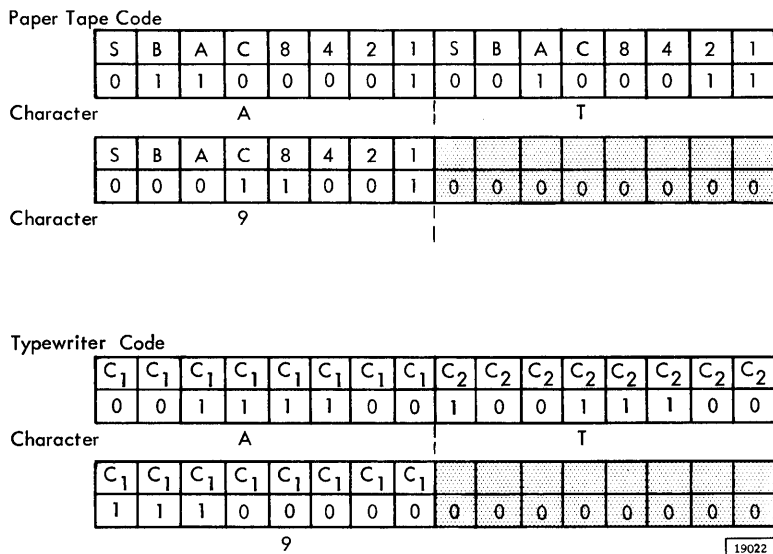 Paper Tape Code
S B A C 8 4 2 1 S B A C 8 4 2 1
0 1 1 0 0 0 0 1 0 0 1 0 0 0 1 1
Character A T
S B A C 8 4 2 1
0 0 0 1 1 0 0 1 0 0 0 0 0 0 0 0
Character 9
Typewriter Code
C1 C1 C1 C1 C1 C1 C1 C1 C2 C2 C2 C2 C2 C2 C2 C2
0 0 1 1 1 1 0 0 1 0 0 1 1 1 0 0
Character A T
C1 C1 C1 C1 C1 C1 C1 C1
1 1 1 0 0 0 0 0 0 0 0 0 0 0 0 0
9
19022